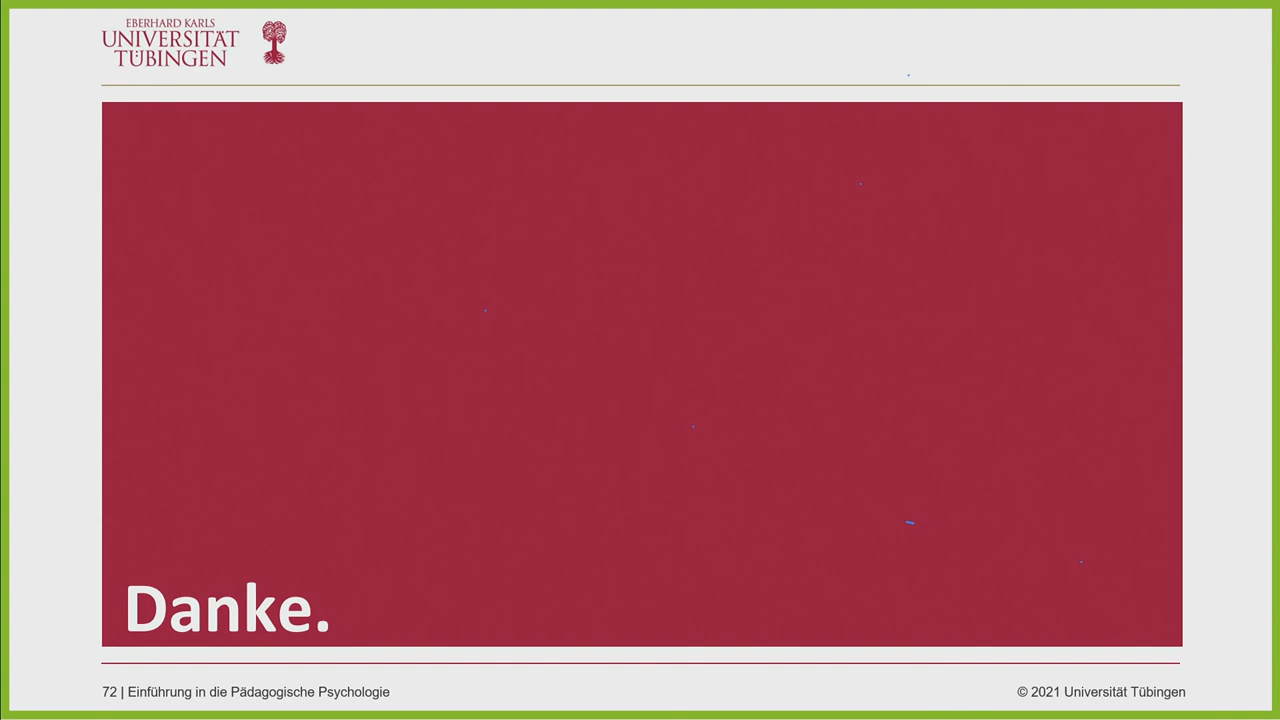 EBERHARD KARLS
UNIVERSITÄT
TÜBINGEN
Danke.
72 | Einführung in die Pädagogische Psychologie
© 2021 Universität Tübingen